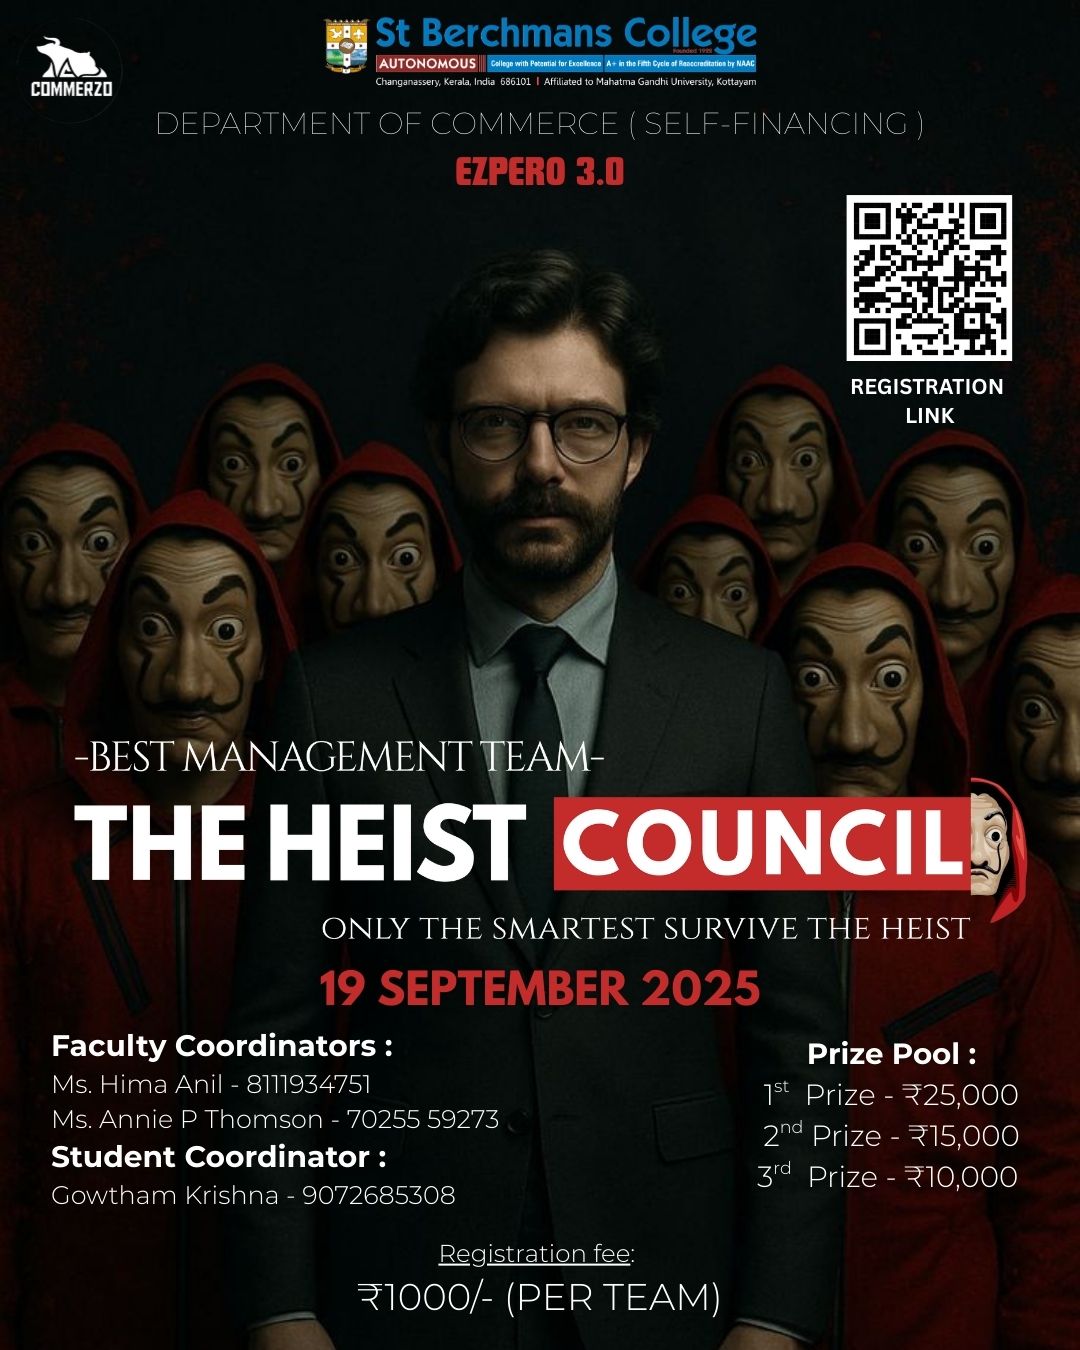 COMMERZO
St Berchmans College
Founded 1922
AUTONOMOUS College with Potential for Excellence A+ in the Fifth Cycle of Reaccreditation by NAAC
Changanassery, Kerala, India 686101 | Affiliated to Mahatma Gandhi University, Kottayam
DEPARTMENT OF COMMERCE ( SELF-FINANCING )
EZPERO 3.0
REGISTRATION
LINK
-BEST MANAGEMENT TEAM-
THE HEIST COUNCIL
ONLY THE SMARTEST SURVIVE THE HEIST
19 SEPTEMBER 2025
Faculty Coordinators :
Ms. Hima Anil - 8111934751
Ms. Annie P Thomson - 70255 59273
Student Coordinator :
Gowtham Krishna - 9072685308
Prize Pool :
1st Prize - ₹25,000
2nd Prize - ₹15,000
3rd Prize - ₹10,000
Registration fee:
₹1000/- (PER TEAM)